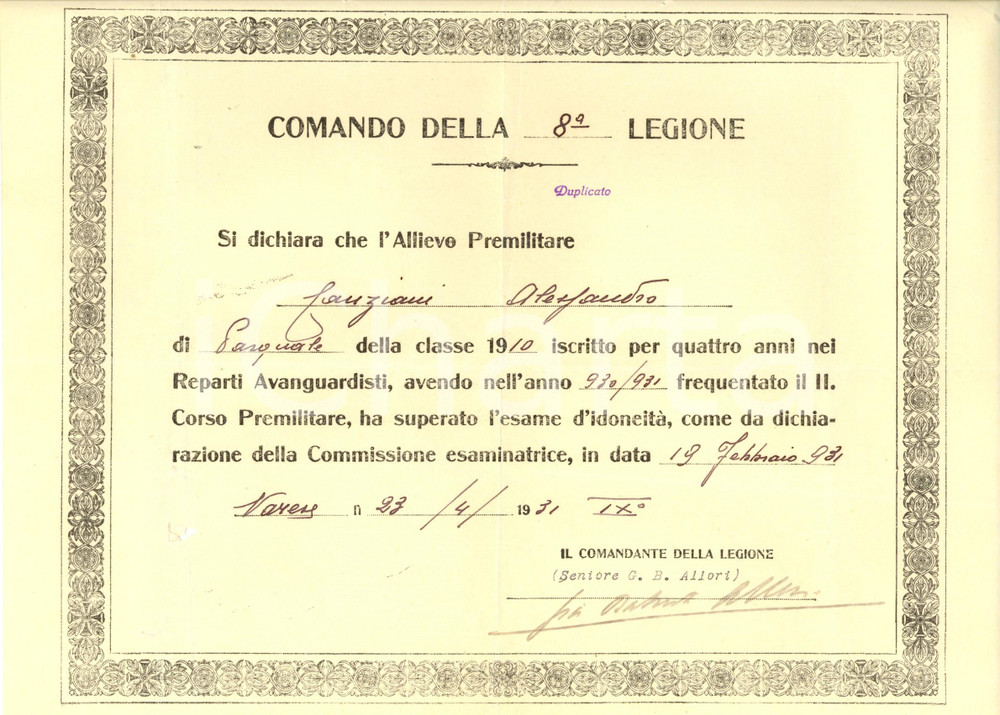 COMANDO DELLA 8ª LEGIONE
Duplicato
Si dichiara che l'Allievo Premilitare
Alessandro
di Pasquale della classe 1910 iscritto per quattro anni nei
Reparti Avanguardisti, avendo nell'anno 930/931 frequentato il II.
Corso Premilitare, ha superato l'esame d'idoneità, come da dichia-
razione della Commissione esaminatrice, in data 19 Febbraio 931
Varese n 23/4/1931 IXº
IL COMANDANTE DELLA LEGIONE
(Seniore G. B. Allori)